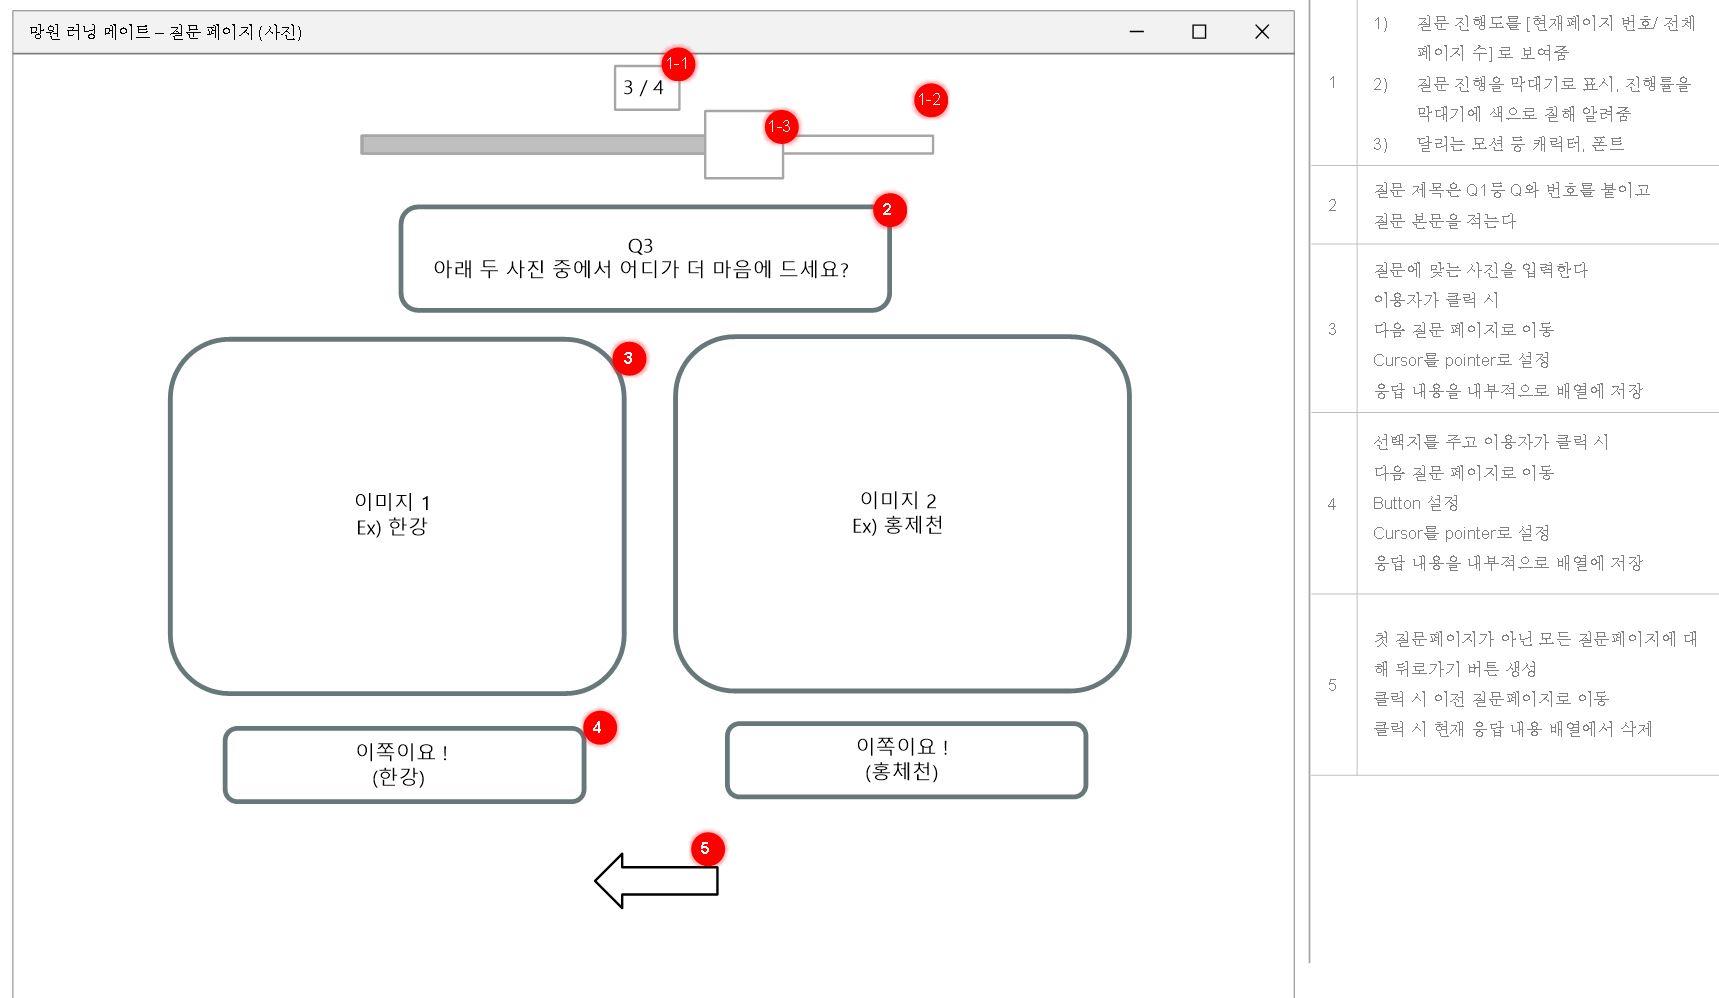 망원 러닝 메이트 – 질문 페이지 (사진)
1-1
3 / 4
1-2
1-3
2
Q3
아래 두 사진 중에서 어디가 더 마음에 드세요?
3
이미지 1
Ex) 한강
이미지 2
Ex) 홍제천
4
이쪽이요 !
(한강)
이쪽이요 !
(홍체천)
5
1
1) 질문 진행도를 [현재페이지 번호/ 전체
페이지 수] 로 보여줌
2) 질문 진행을 막대기로 표시, 진행률을
막대기에 색으로 칠해 알려줌
3) 달리는 모션 등 캐릭터, 폰트
2
질문 제목은 Q1등 Q와 번호를 붙이고
질문 본문을 적는다
3
질문에 맞는 사진을 입력한다
이용자가 클릭 시
다음 질문 페이지로 이동
Cursor를 pointer로 설정
응답 내용을 내부적으로 배열에 저장
4
선택지를 주고 이용자가 클릭 시
다음 질문 페이지로 이동
Button 설정
Cursor를 pointer로 설정
응답 내용을 내부적으로 배열에 저장
5
첫 질문페이지가 아닌 모든 질문페이지에 대
해 뒤로가기 버튼 생성
클릭 시 이전 질문페이지로 이동
클릭 시 현재 응답 내용 배열에서 삭제